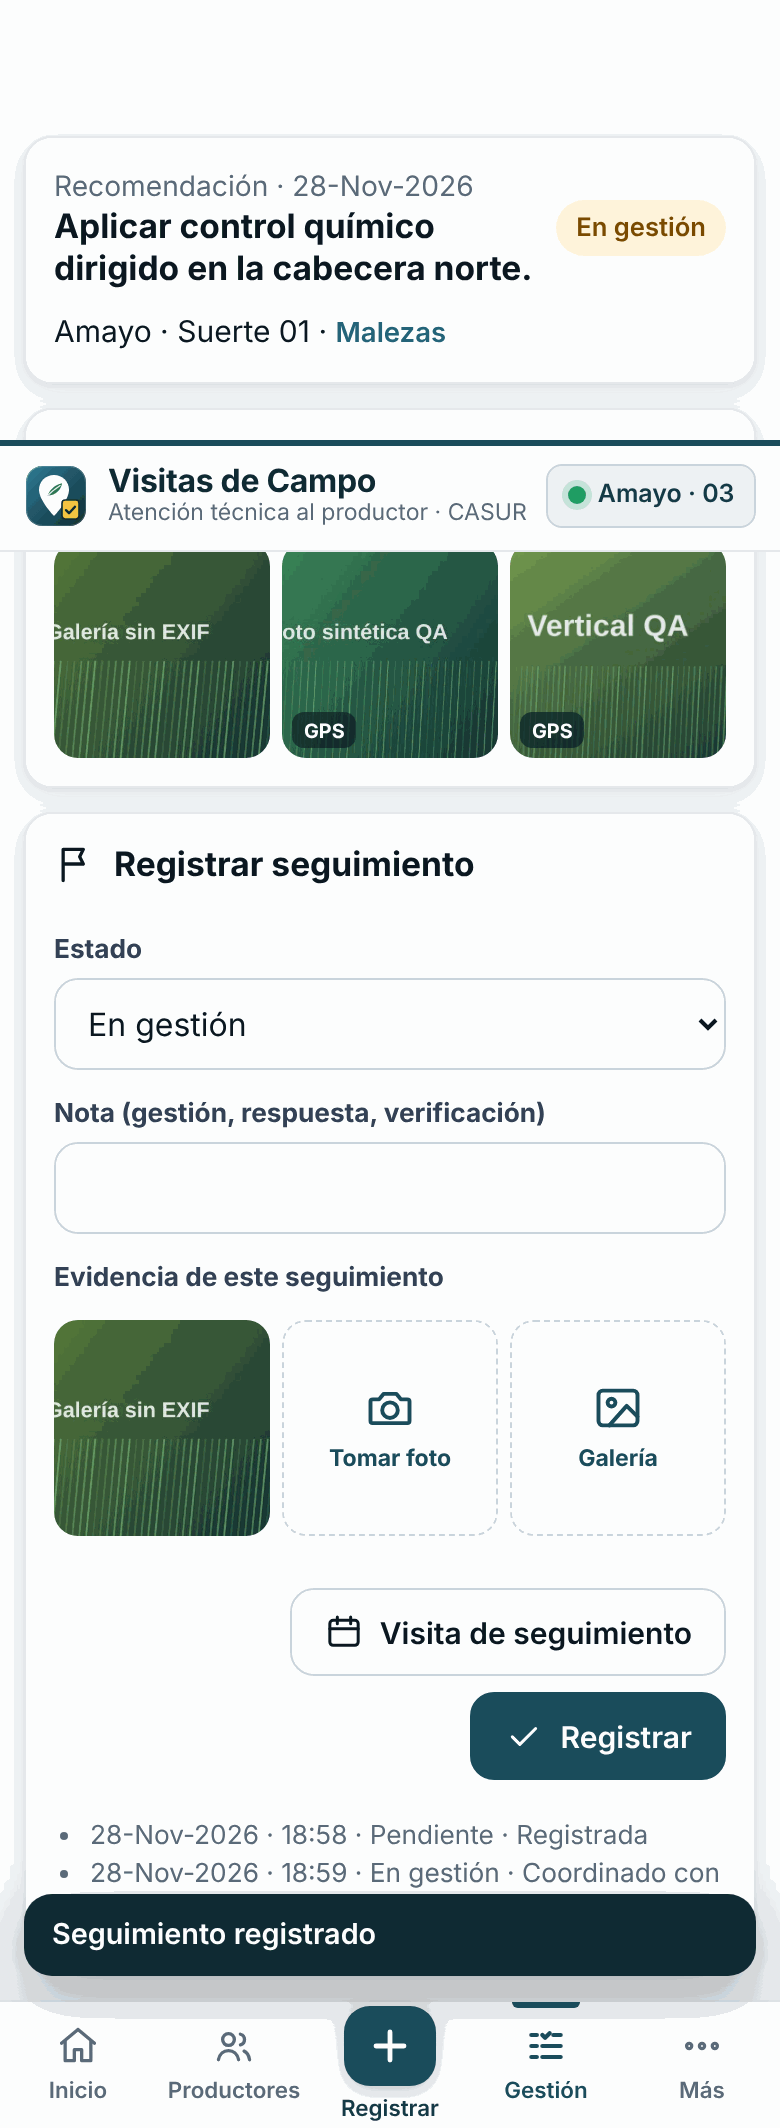 Recomendación · 28-Nov-2026
Aplicar control químico
dirigido en la cabecera norte.
En gestión
Amayo · Suerte 01 · Malezas
Visitas de Campo
Atención técnica al productor · CASUR
Amayo · 03
Galería sin EXIF
oto sintética QA
GPS
Vertical QA
GPS
Registrar seguimiento
Estado
En gestión
Nota (gestión, respuesta, verificación)
Evidencia de este seguimiento
Galería sin EXIF
Tomar foto
Galería
Visita de seguimiento
Registrar
28-Nov-2026 · 18:58 · Pendiente · Registrada
28-Nov-2026 · 18:59 · En gestión · Coordinado con
Seguimiento registrado
Inicio
Productores
Registrar
Gestión
Más